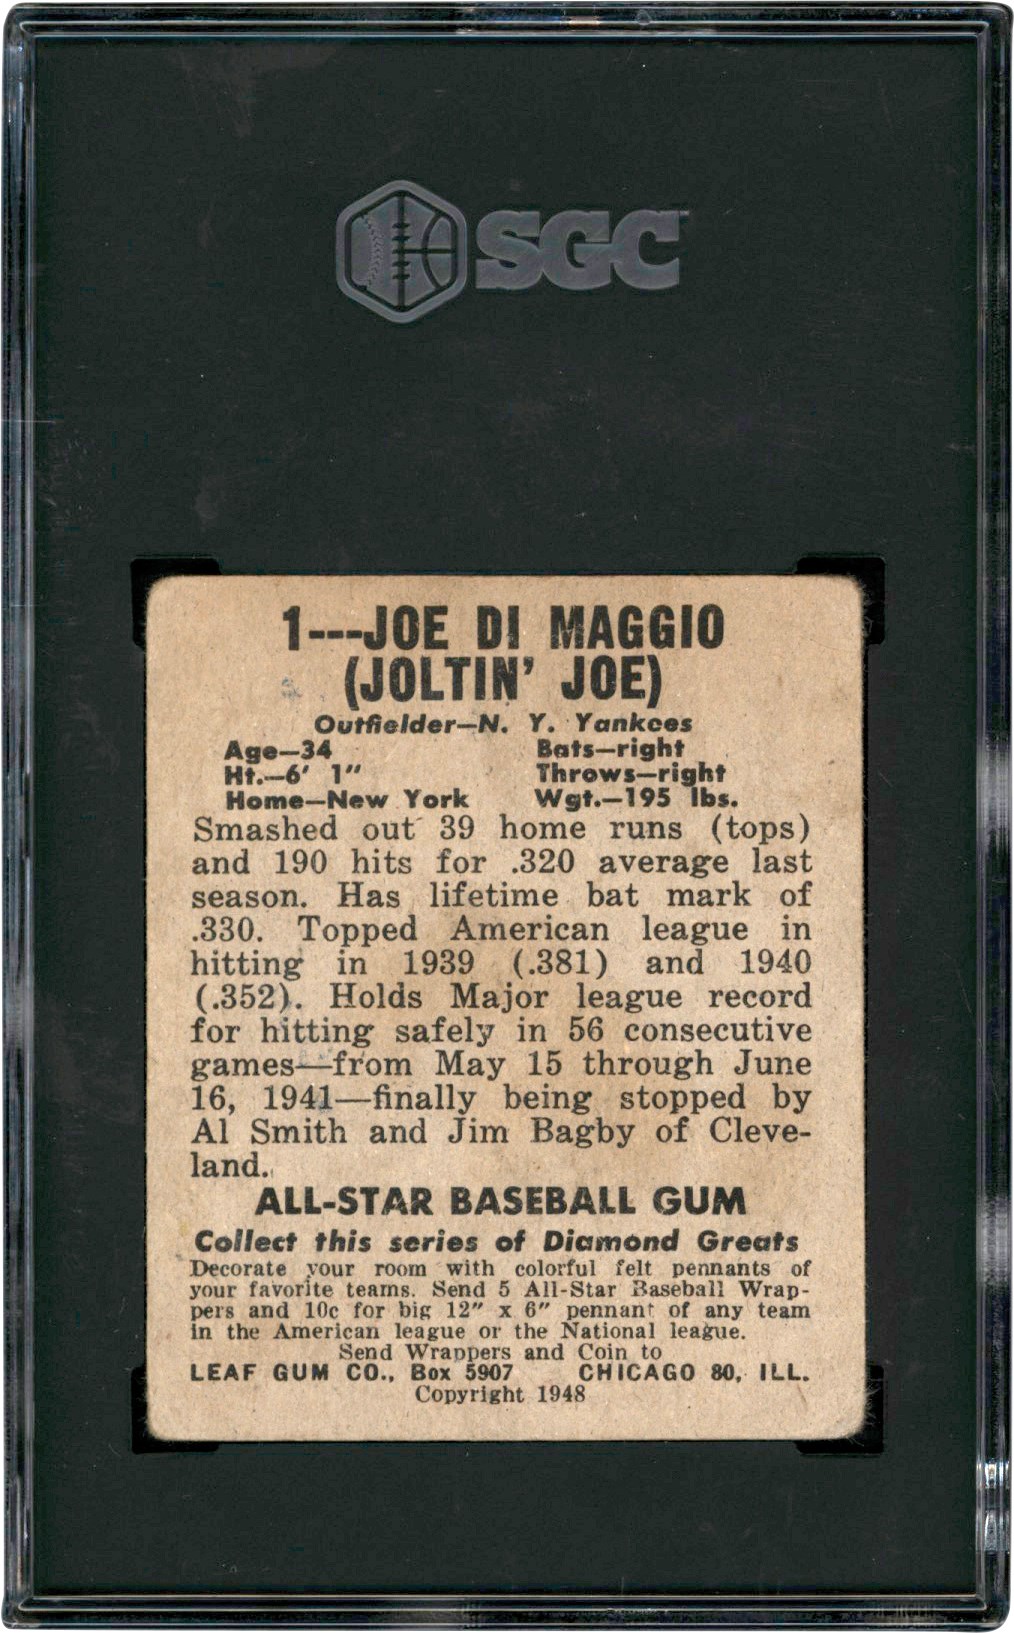 SGC
1---JOE DI MAGGIO
(JOLTIN' JOE)
Outfielder—N. Y. Yankees
Age—34 Bats—right
Ht.—6' 1" Throws—right
Home—New York Wgt.—195 lbs.
Smashed out 39 home runs (tops)
and 190 hits for .320 average last
season. Has lifetime bat mark of
.330. Topped American league in
hitting in 1939 (.381) and 1940
(.352). Holds Major league record
for hitting safely in 56 consecutive
games—from May 15 through June
16, 1941—finally being stopped by
Al Smith and Jim Bagby of Cleve-
land.
ALL-STAR BASEBALL GUM
Collect this series of Diamond Greats
Decorate your room with colorful felt pennants of
your favorite teams. Send 5 All-Star Baseball Wrap-
pers and 10c for big 12" x 6" pennant of any team
in the American league or the National league.
Send Wrappers and Coin to
LEAF GUM CO., Box 5907 CHICAGO 80, ILL.
Copyright 1948